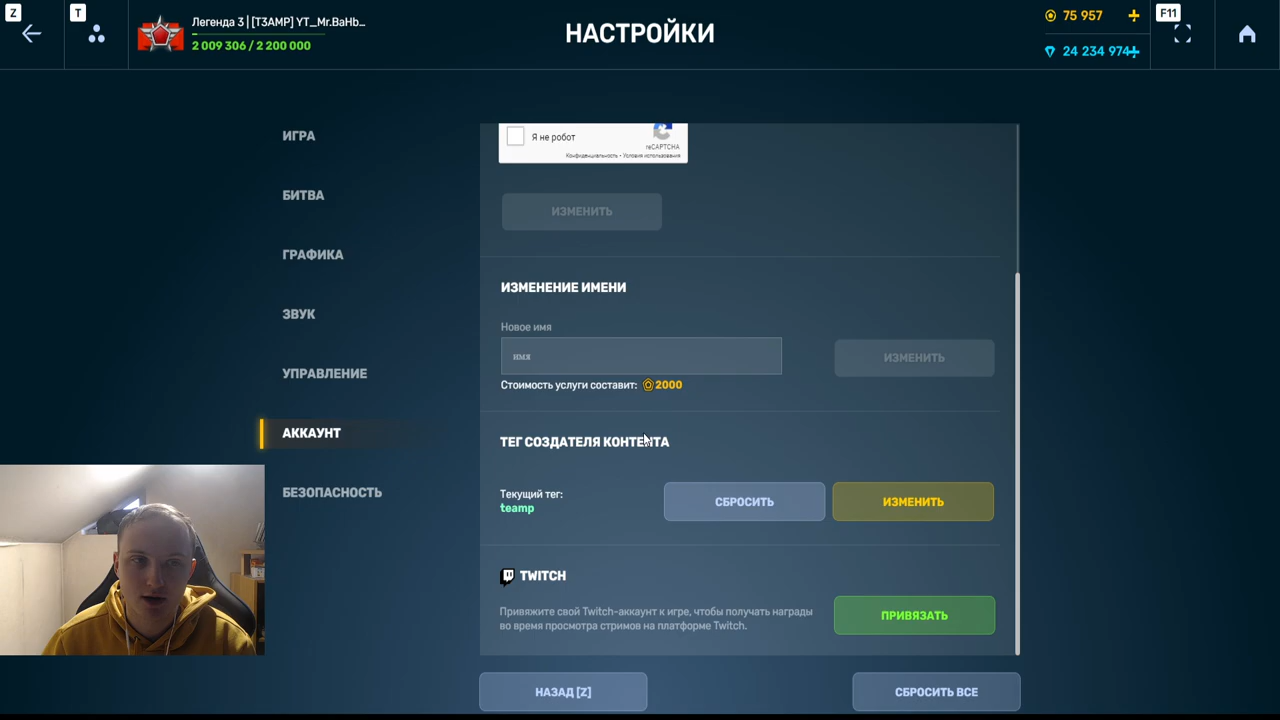 Z
T
Легенда 3 | [T3AMP] YT_Mr.BaHb...
2 009 306 / 2 200 000
НАСТРОЙКИ
75 957
24 234 974
F11
ИГРА
БИТВА
ГРАФИКА
ЗВУК
УПРАВЛЕНИЕ
АККАУНТ
БЕЗОПАСНОСТЬ
Я не робот
reCAPTCHA
Конфиденциальность - Условия использования
ИЗМЕНИТЬ
ИЗМЕНЕНИЕ ИМЕНИ
Новое имя
имя
ИЗМЕНИТЬ
Стоимость услуги составит: 2000
ТЕГ СОЗДАТЕЛЯ КОНТЕНТА
Текущий тег:
teamp
СБРОСИТЬ
ИЗМЕНИТЬ
TWITCH
Привяжите свой Twitch-аккаунт к игре, чтобы получать награды
во время просмотра стримов на платформе Twitch.
ПРИВЯЗАТЬ
НАЗАД [Z]
СБРОСИТЬ ВСЕ